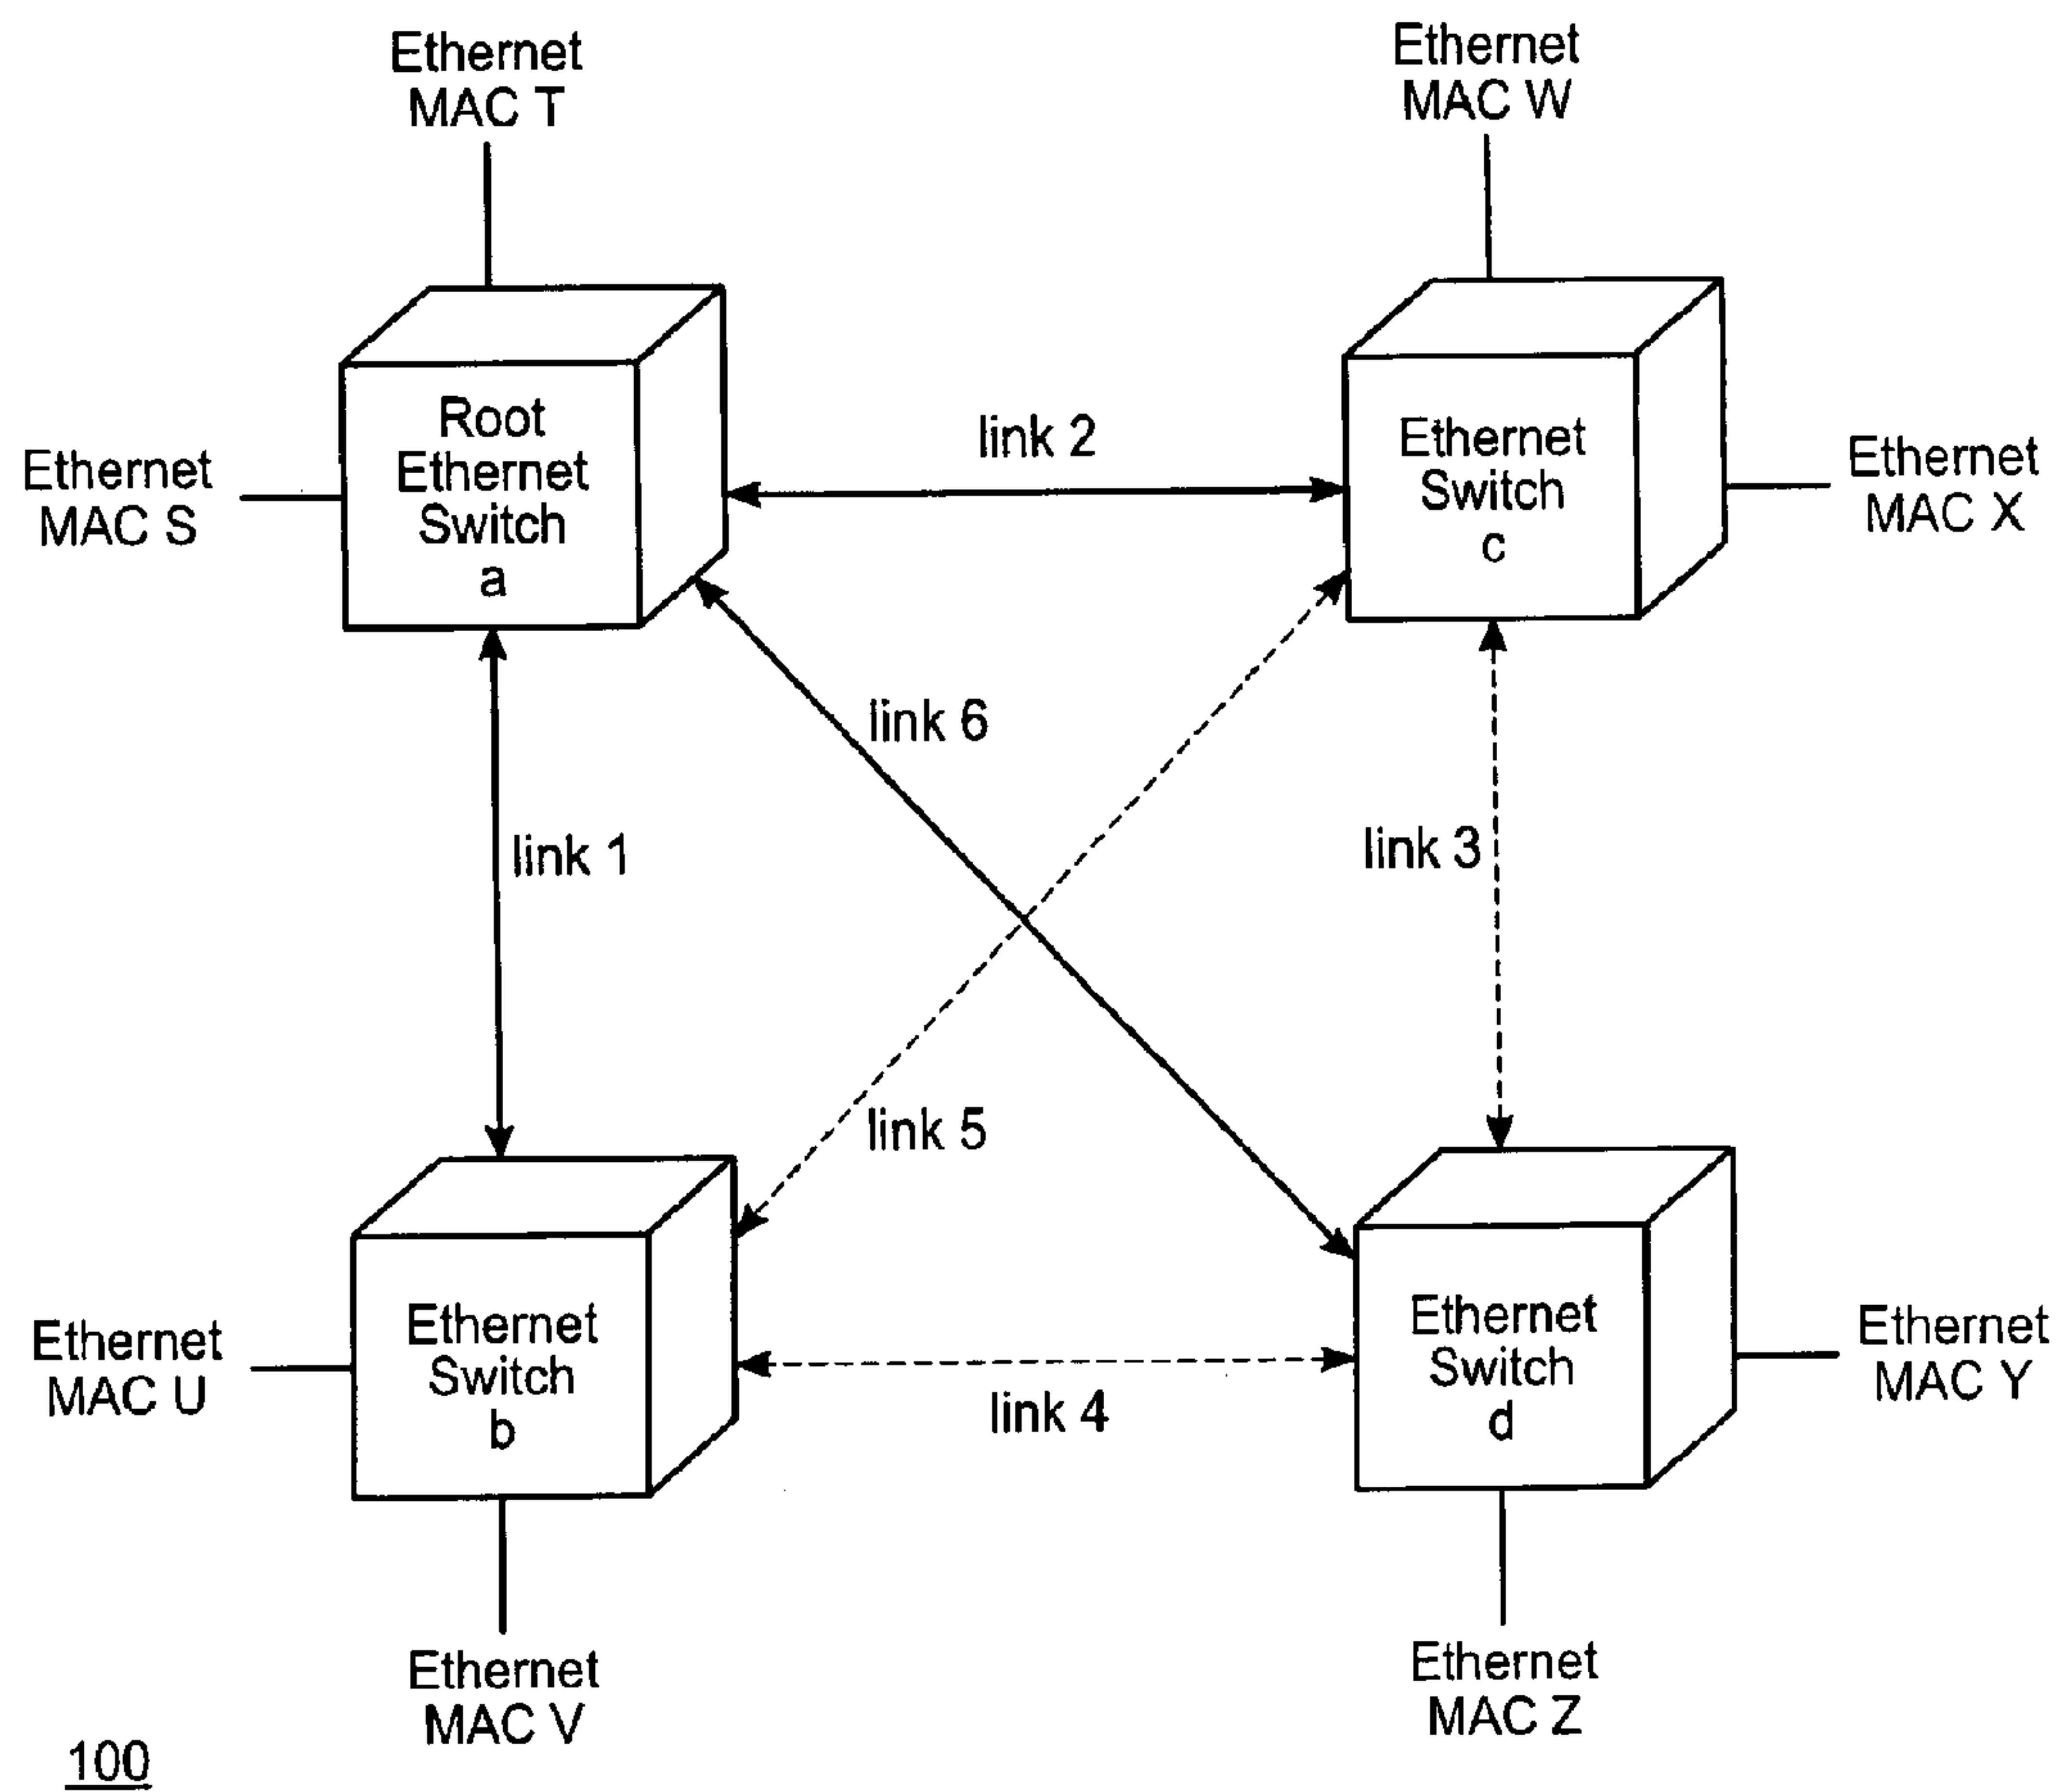 Ethernet
MAC T
Ethernet
MAC W
Root
Ethernet
Switch
a
Ethernet
MAC S
link 2
Ethernet
Switch
c
Ethernet
MAC X
link 6
link 1
link 3
link 5
Ethernet
Switch
b
Ethernet
MAC U
link 4
Ethernet
Switch
d
Ethernet
MAC Y
Ethernet
MAC V
Ethernet
MAC Z
100